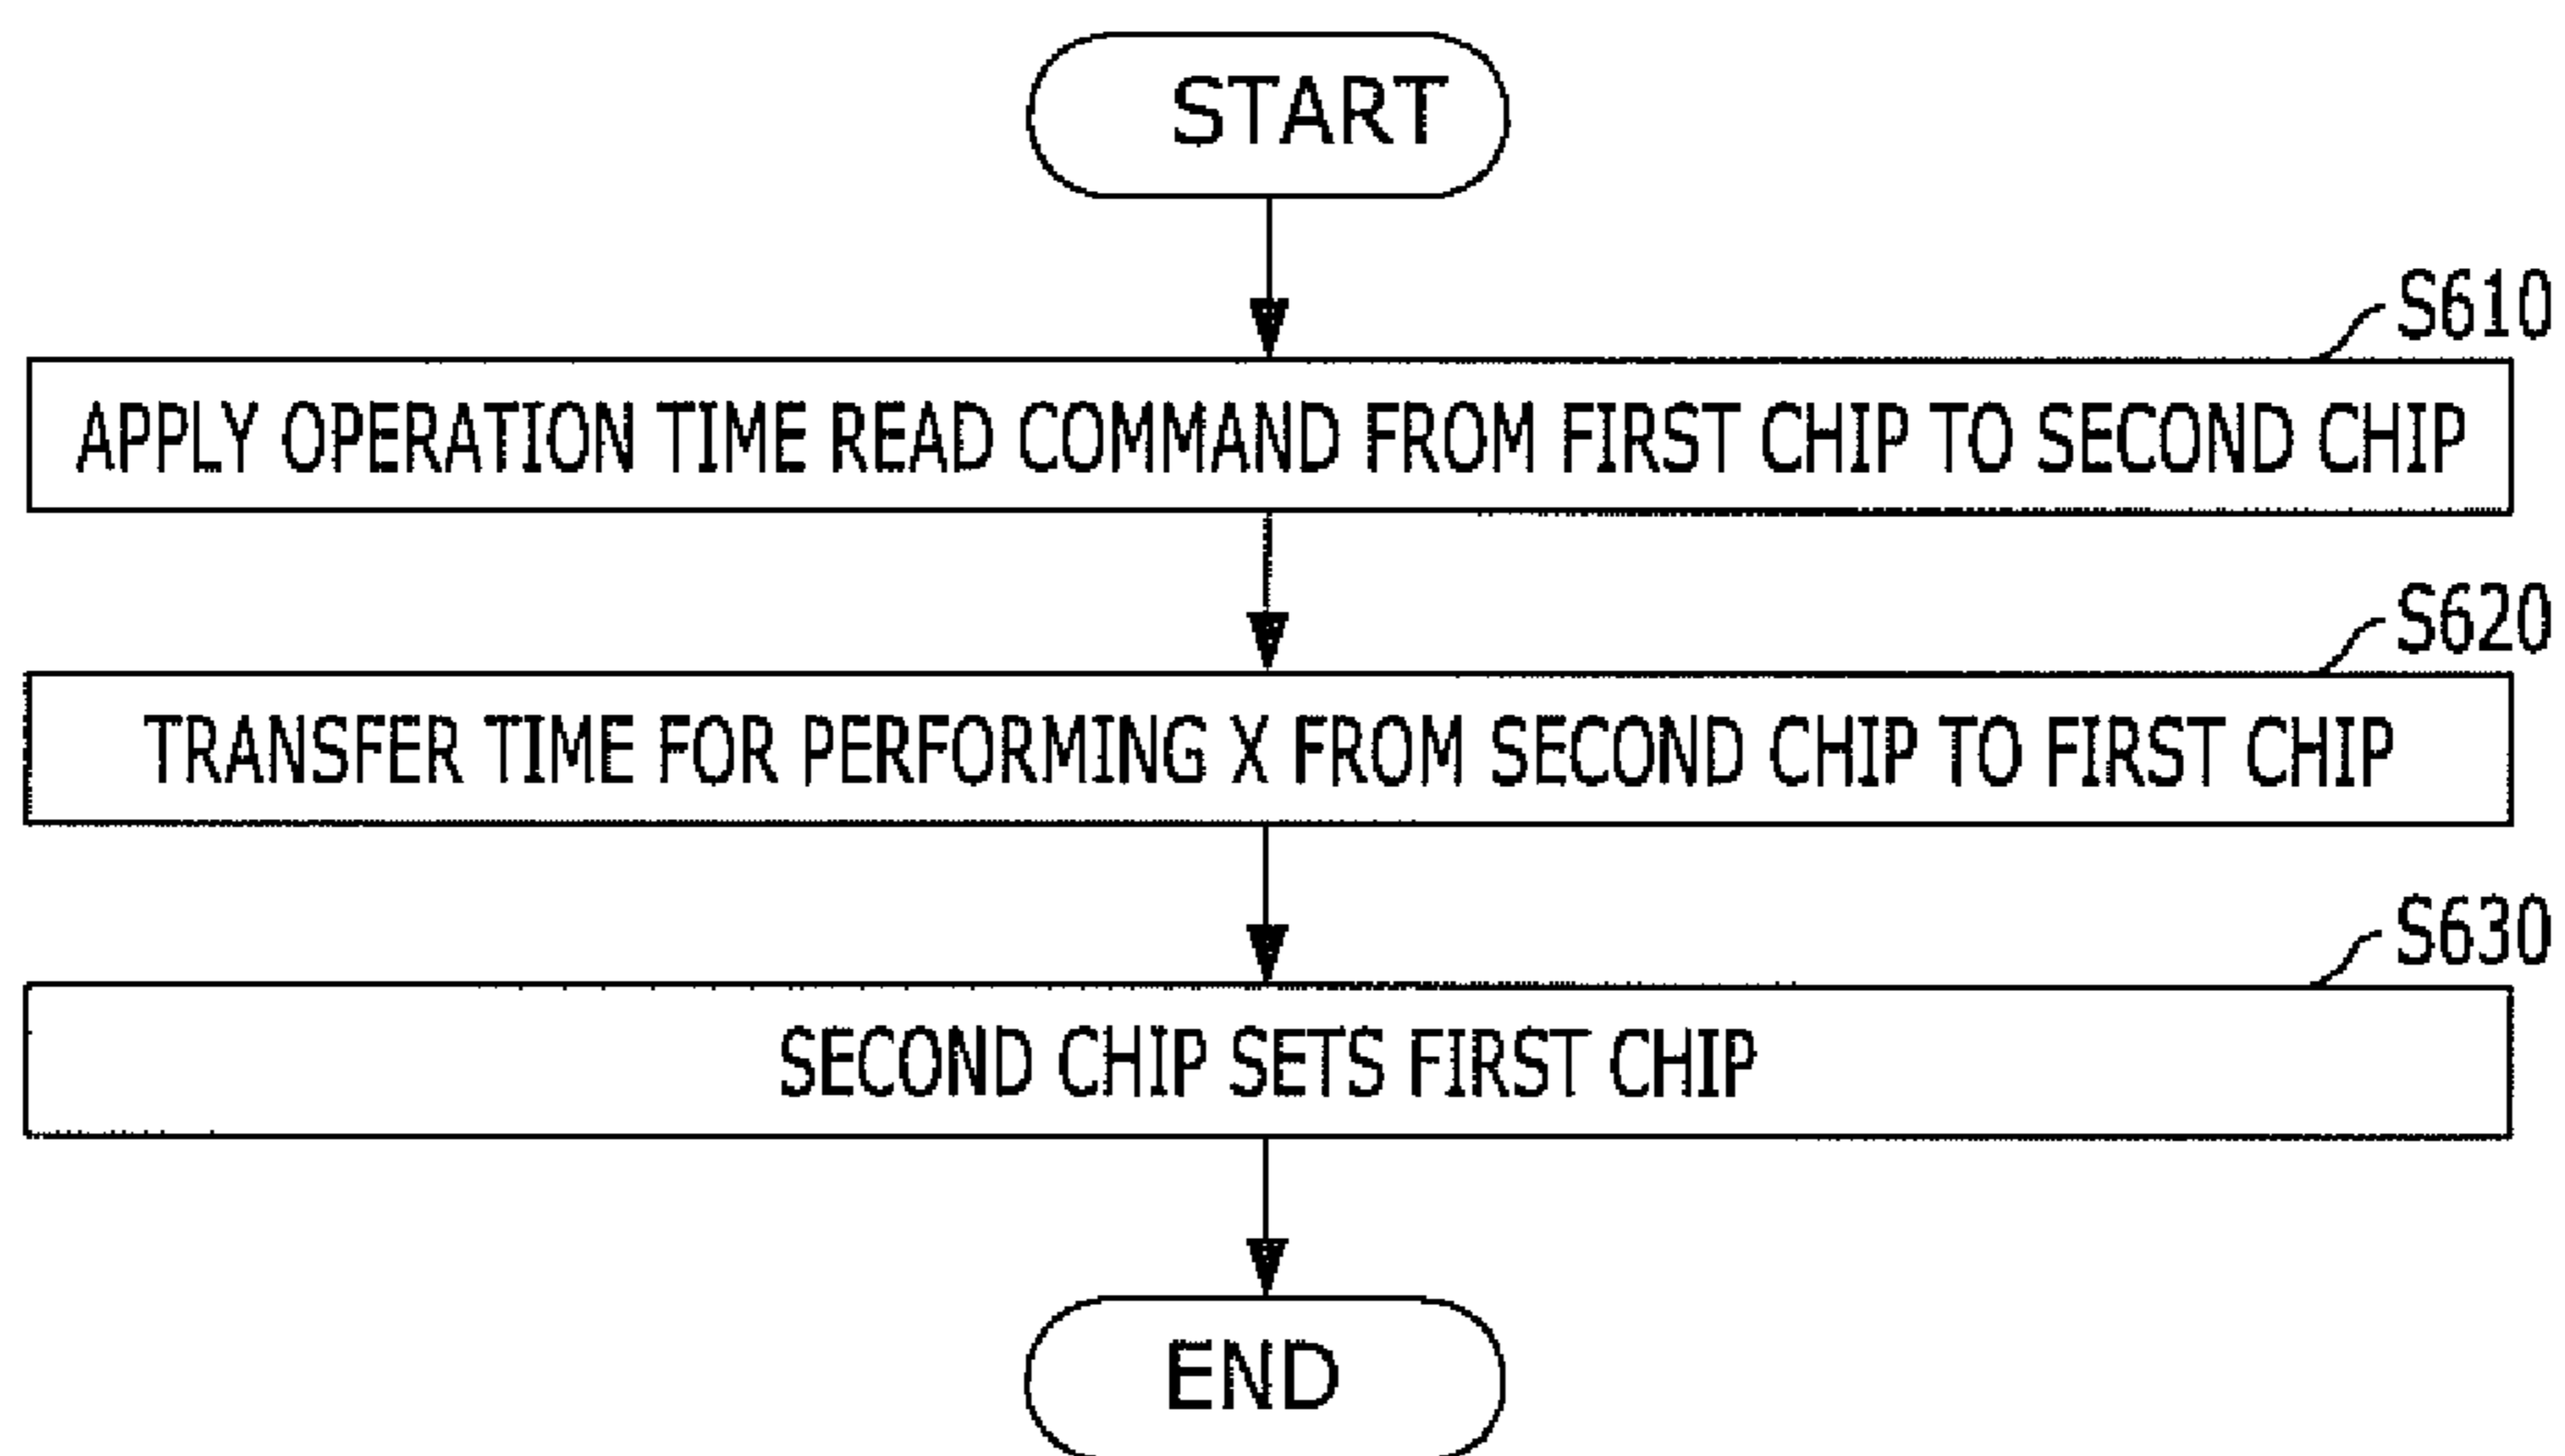 START
S610
APPLY OPERATION TIME READ COMMAND FROM FIRST CHIP TO SECOND CHIP
S620
TRANSFER TIME FOR PERFORMING X FROM SECOND CHIP TO FIRST CHIP
S630
SECOND CHIP SETS FIRST CHIP
END